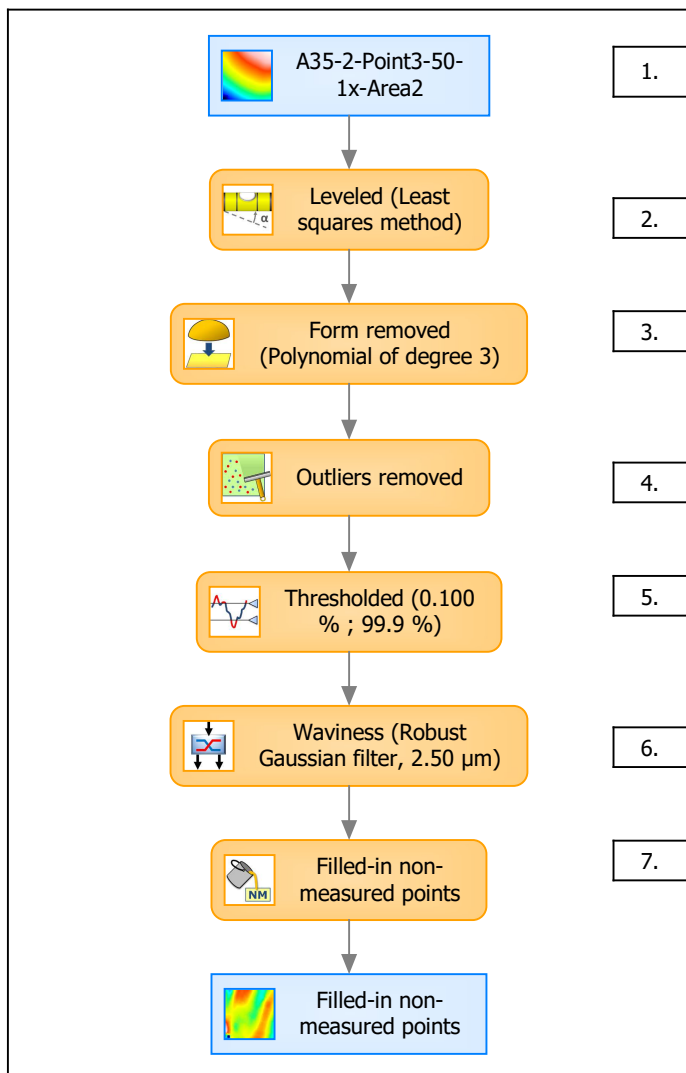 A35-2-Point3-50-
1x-Area2
1.
Leveled (Least
squares method)
α
2.
Form removed
(Polynomial of degree 3)
3.
Outliers removed
4.
Thresholded (0.100
% ; 99.9 %)
5.
Waviness (Robust
Gaussian filter, 2.50 µm)
6.
Filled-in non-
measured points
NM
7.
Filled-in non-
measured points